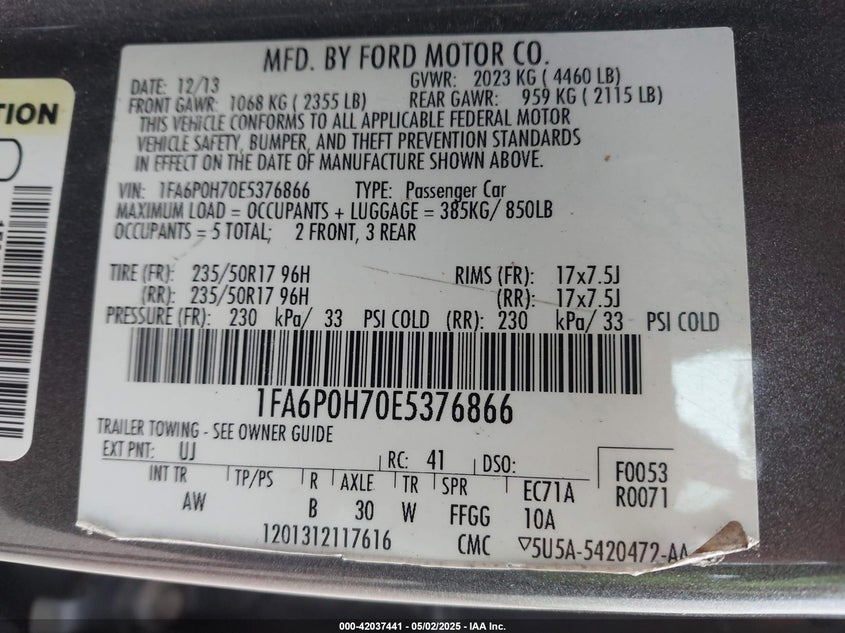 MFD. BY FORD MOTOR CO.
DATE: 12/13 GVWR: 2023 KG ( 4460 LB)
FRONT GAWR: 1068 KG ( 2355 LB) REAR GAWR: 959 KG ( 2115 LB)
THIS VEHICLE CONFORMS TO ALL APPLICABLE FEDERAL MOTOR
VEHICLE SAFETY, BUMPER, AND THEFT PREVENTION STANDARDS
IN EFFECT ON THE DATE OF MANUFACTURE SHOWN ABOVE.
VIN: 1FA6P0H70E5376866 TYPE: Passenger Car
MAXIMUM LOAD = OCCUPANTS + LUGGAGE = 385KG/ 850LB
OCCUPANTS = 5 TOTAL; 2 FRONT, 3 REAR
TIRE (FR): 235/50R17 96H RIMS (FR): 17x7.5J
(RR): 235/50R17 96H (RR): 17x7.5J
PRESSURE (FR): 230 kPa/ 33 PSI COLD (RR): 230 kPa/ 33 PSI COLD
1FA6P0H70E5376866
TRAILER TOWING - SEE OWNER GUIDE
EXT PNT: UJ RC: 41 DSO: F0053
INT TR TP/PS R AXLE TR SPR EC71A R0071
AW B 30 W FFGG 10A
1201312117616 CMC ▽5U5A-5420472-AA
000-42037441 - 05/02/2025 - IAA Inc.